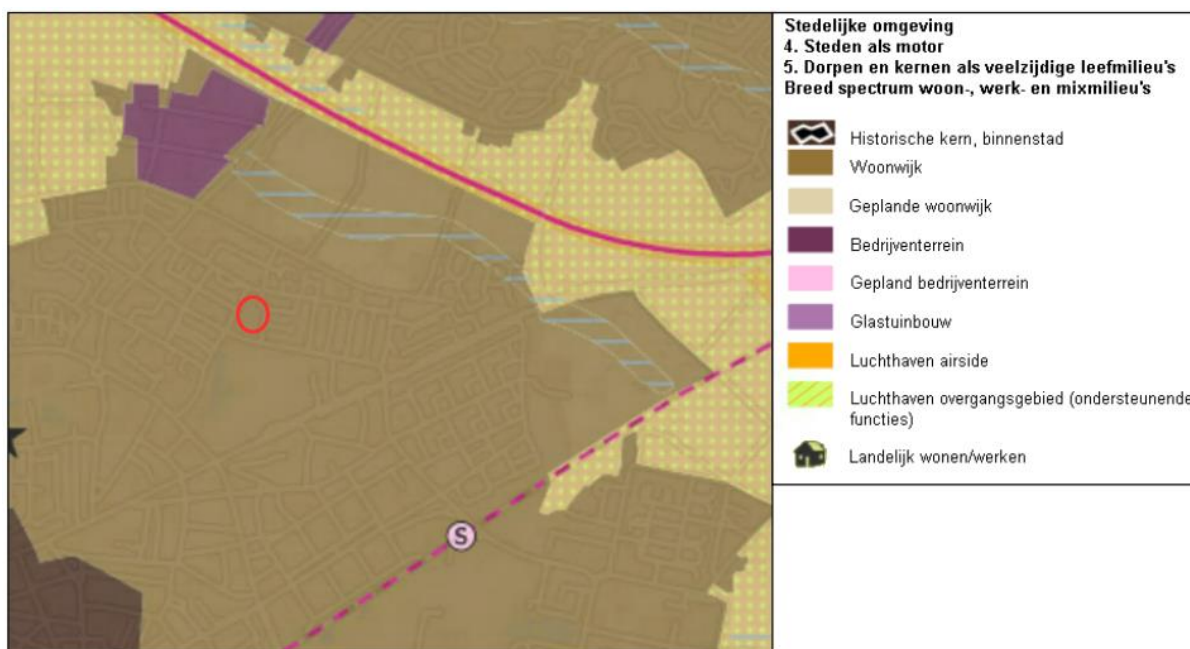 Stedelijke omgeving
4. Steden als motor
5. Dorpen en kernen als veelzijdige leefmilieu's
Breed spectrum woon-, werk- en mixmilieu's
Historische kern, binnenstad
Woonwijk
Geplande woonwijk
Bedrijventerrein
Gepland bedrijventerrein
Glastuinbouw
Luchthaven airside
Luchthaven overgangsgebied (ondersteunende
functies)
Landelijk wonen/werken
S